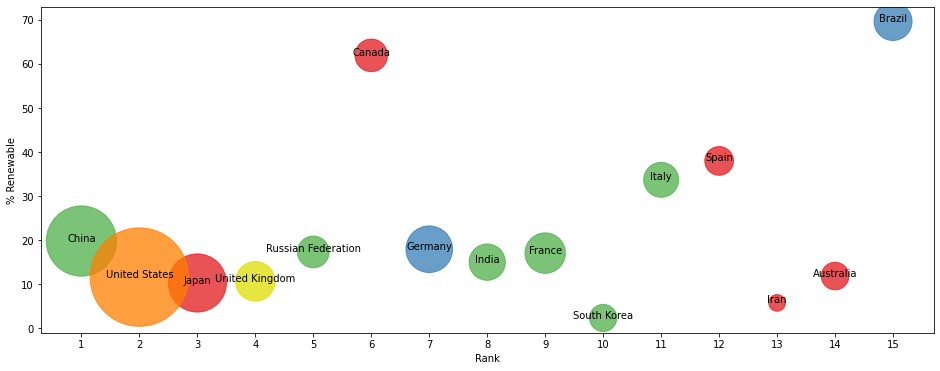 70
60
50
40
30
20
10
0
% Renewable
Brazil
Canada
Spain
Italy
China
Russian Federation
Germany
France
India
United States
Japan
United Kingdom
Australia
Iran
South Korea
1 2 3 4 5 6 7 8 9 10 11 12 13 14 15
Rank